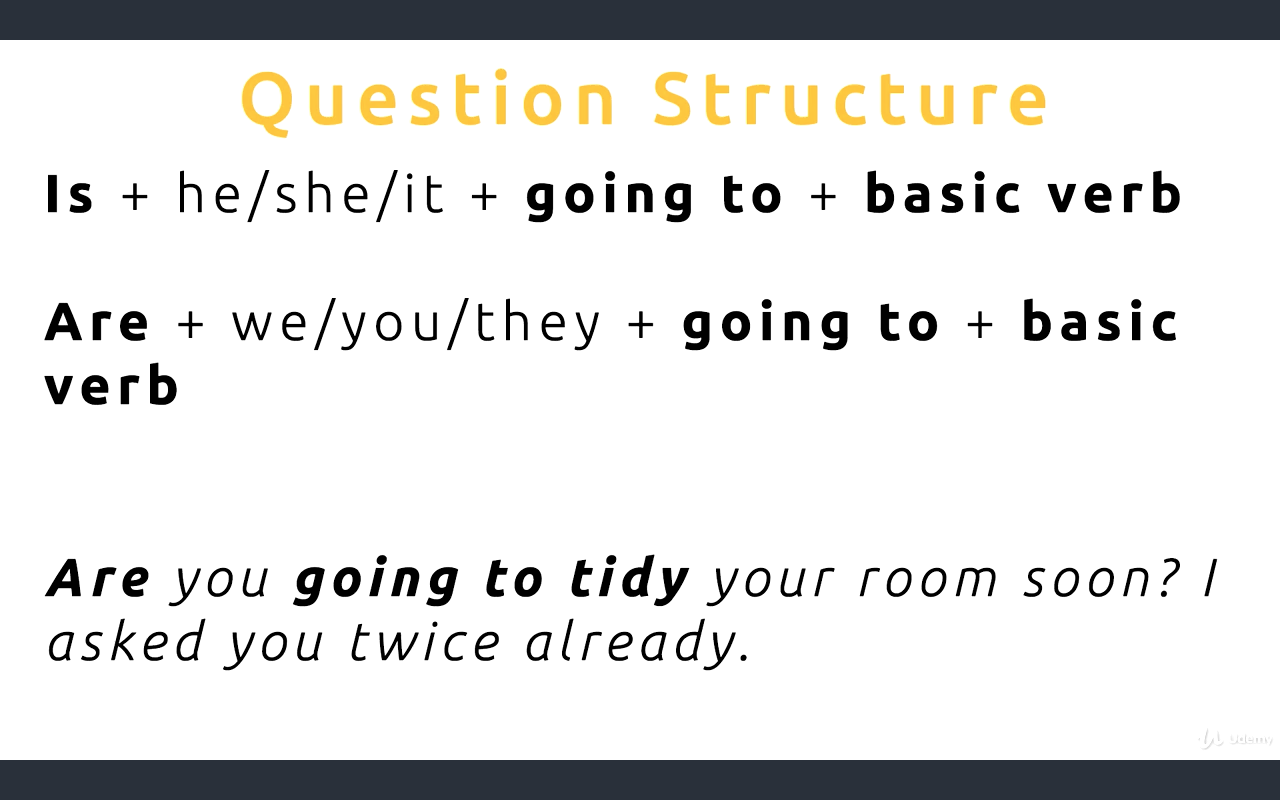 Question Structure
Is + he/she/it + going to + basic verb
Are + we/you/they + going to + basic
verb
Are you going to tidy your room soon? I
asked you twice already.
Udemy